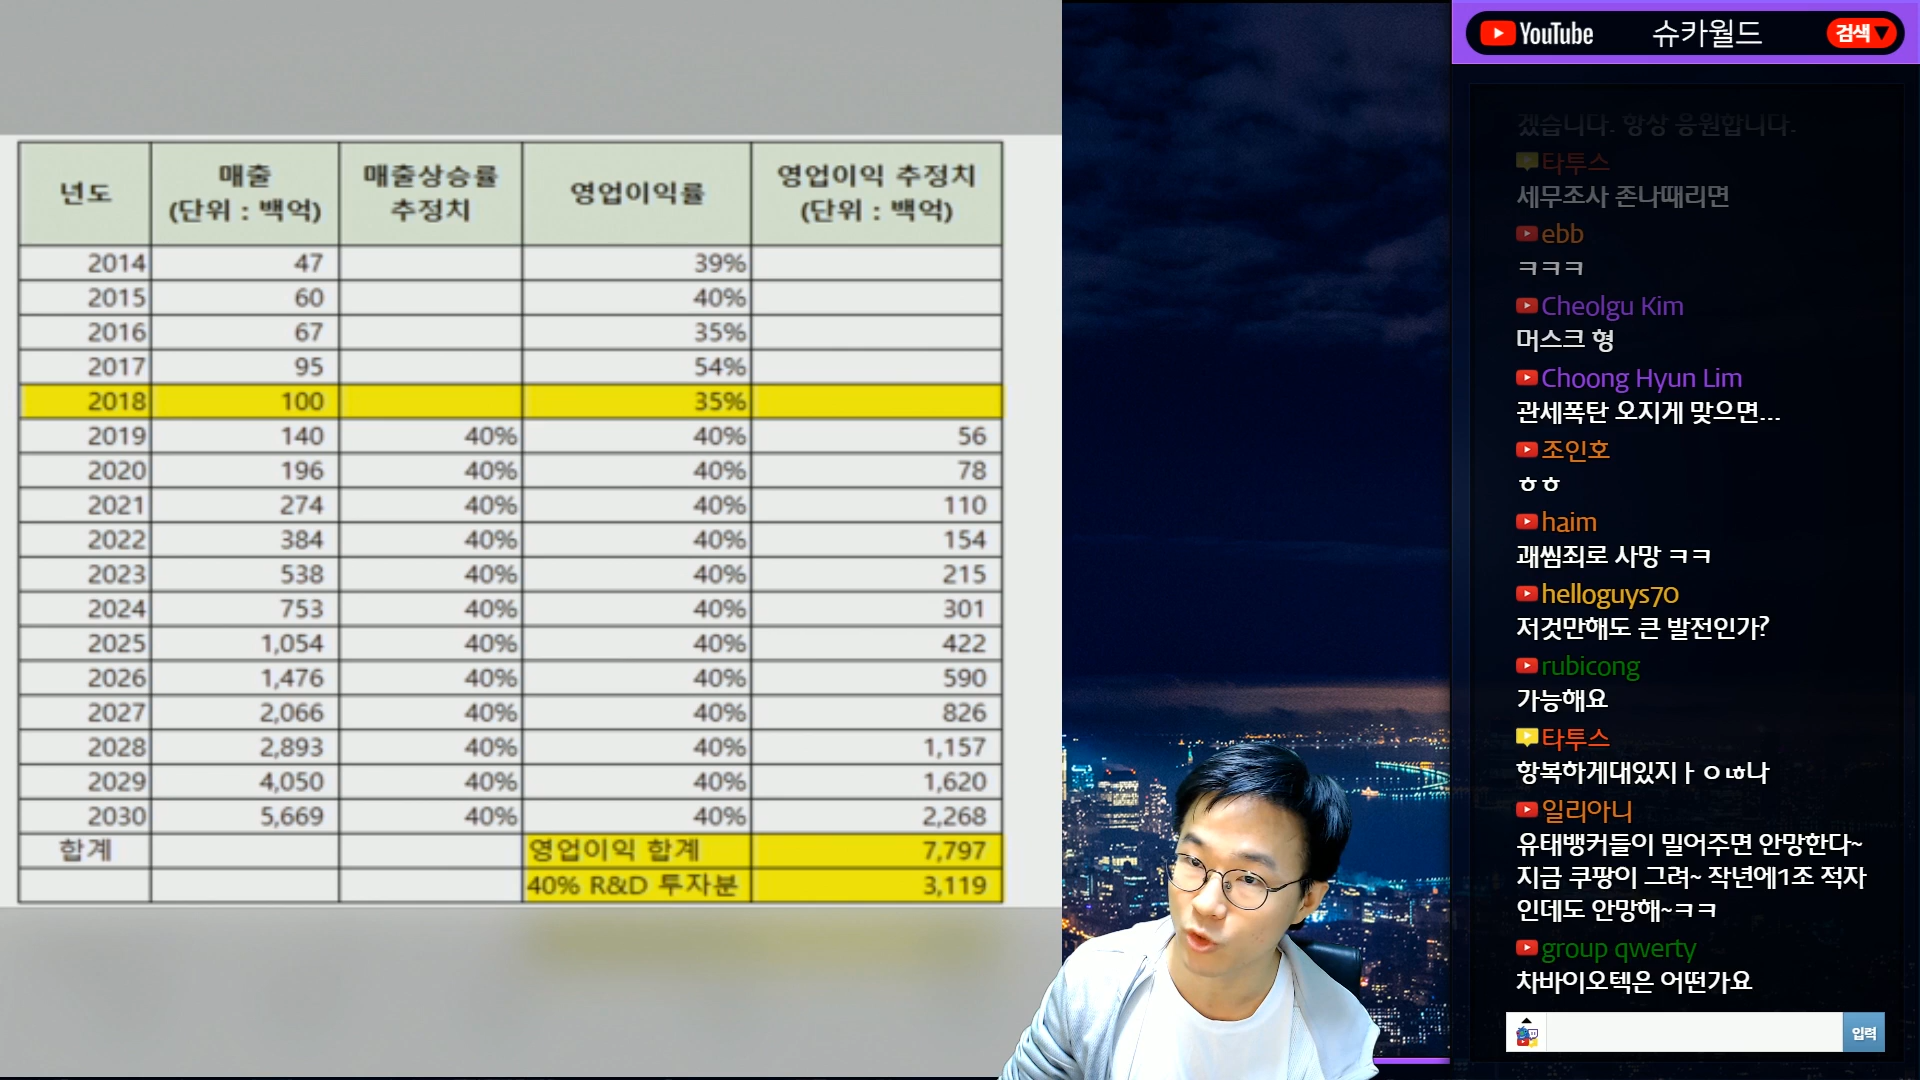 년도 매출 (단위 : 백억) 매출상승률 추정치 영업이익률 영업이익 추정치 (단위 : 백억)
2014 47 39%
2015 60 40%
2016 67 35%
2017 95 54%
2018 100 35%
2019 140 40% 40% 56
2020 196 40% 40% 78
2021 274 40% 40% 110
2022 384 40% 40% 154
2023 538 40% 40% 215
2024 753 40% 40% 301
2025 1,054 40% 40% 422
2026 1,476 40% 40% 590
2027 2,066 40% 40% 826
2028 2,893 40% 40% 1,157
2029 4,050 40% 40% 1,620
2030 5,669 40% 40% 2,268
합계 영업이익 합계 7,797
40% R&D 투자분 3,119
YouTube 슈카월드 검색▼
겠습니다. 항상 응원합니다.
타투스
세무조사 존나때리면
ebb
ㅋㅋㅋ
Cheolgu Kim
머스크 형
Choong Hyun Lim
관세폭탄 오지게 맞으면...
조인호
ㅎㅎ
haim
괘씸죄로 사망 ㅋㅋ
helloguys70
저것만해도 큰 발전인가?
rubicong
가능해요
타투스
항복하게대있지ㅏㅇㄶ나
일리아니
유태뱅커들이 밀어주면 안망한다~
지금 쿠팡이 그려~ 작년에1조 적자
인데도 안망해~ㅋㅋ
group qwerty
차바이오텍은 어떤가요
입력